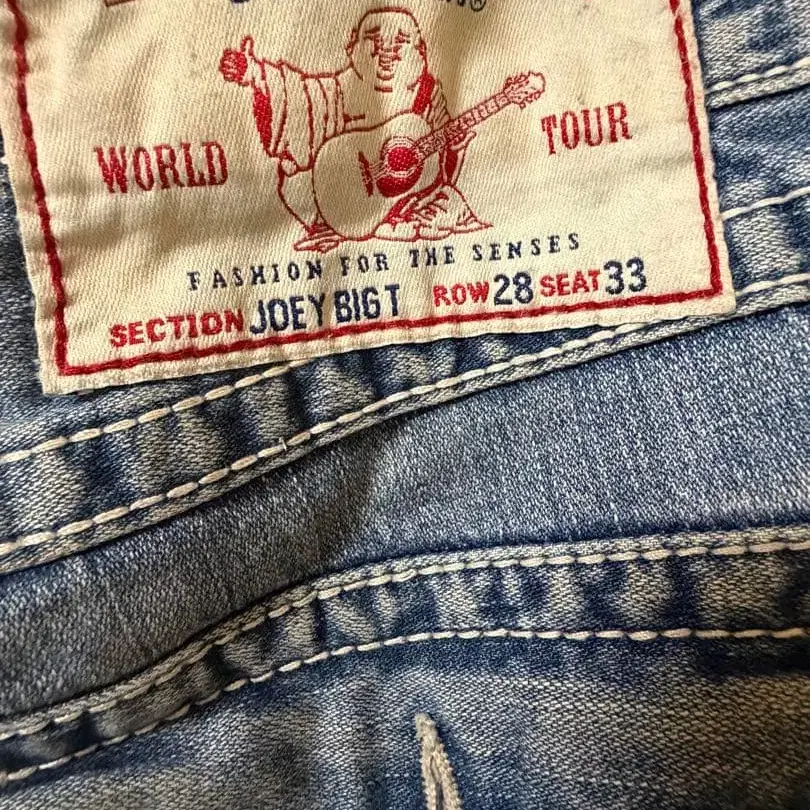 WORLD TOUR
FASHION FOR THE SENSES
SECTION JOEY BIG T ROW 28 SEAT 33